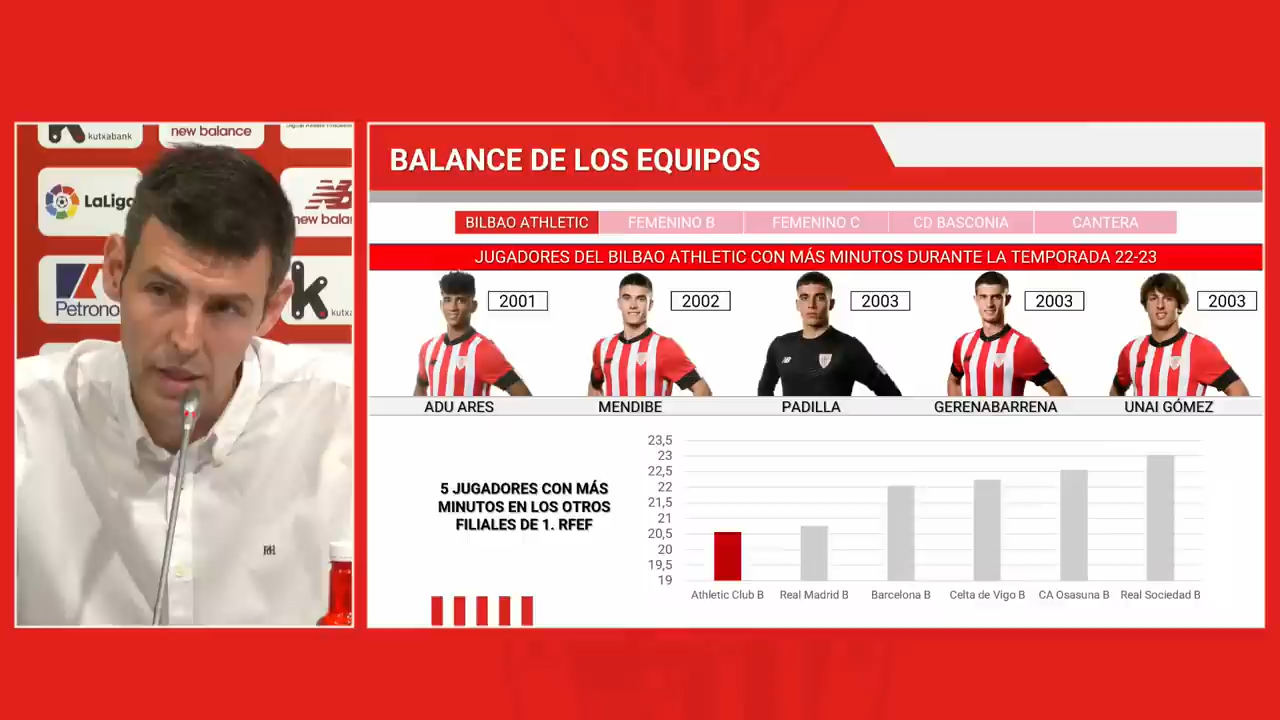 kutxabank
new balance
LaLiga
new balan
Petrono
k
kutxa
BALANCE DE LOS EQUIPOS
BILBAO ATHLETIC
FEMENINO B
FEMENINO C
CD BASCONIA
CANTERA
JUGADORES DEL BILBAO ATHLETIC CON MÁS MINUTOS DURANTE LA TEMPORADA 22-23
2001
2002
2003
2003
2003
ADU ARES
MENDIBE
PADILLA
GERENABARRENA
UNAI GÓMEZ
5 JUGADORES CON MÁS
MINUTOS EN LOS OTROS
FILIALES DE 1. RFEF
23,5
23
22,5
22
21,5
21
20,5
20
19,5
19
Athletic Club B
Real Madrid B
Barcelona B
Celta de Vigo B
CA Osasuna B
Real Sociedad B